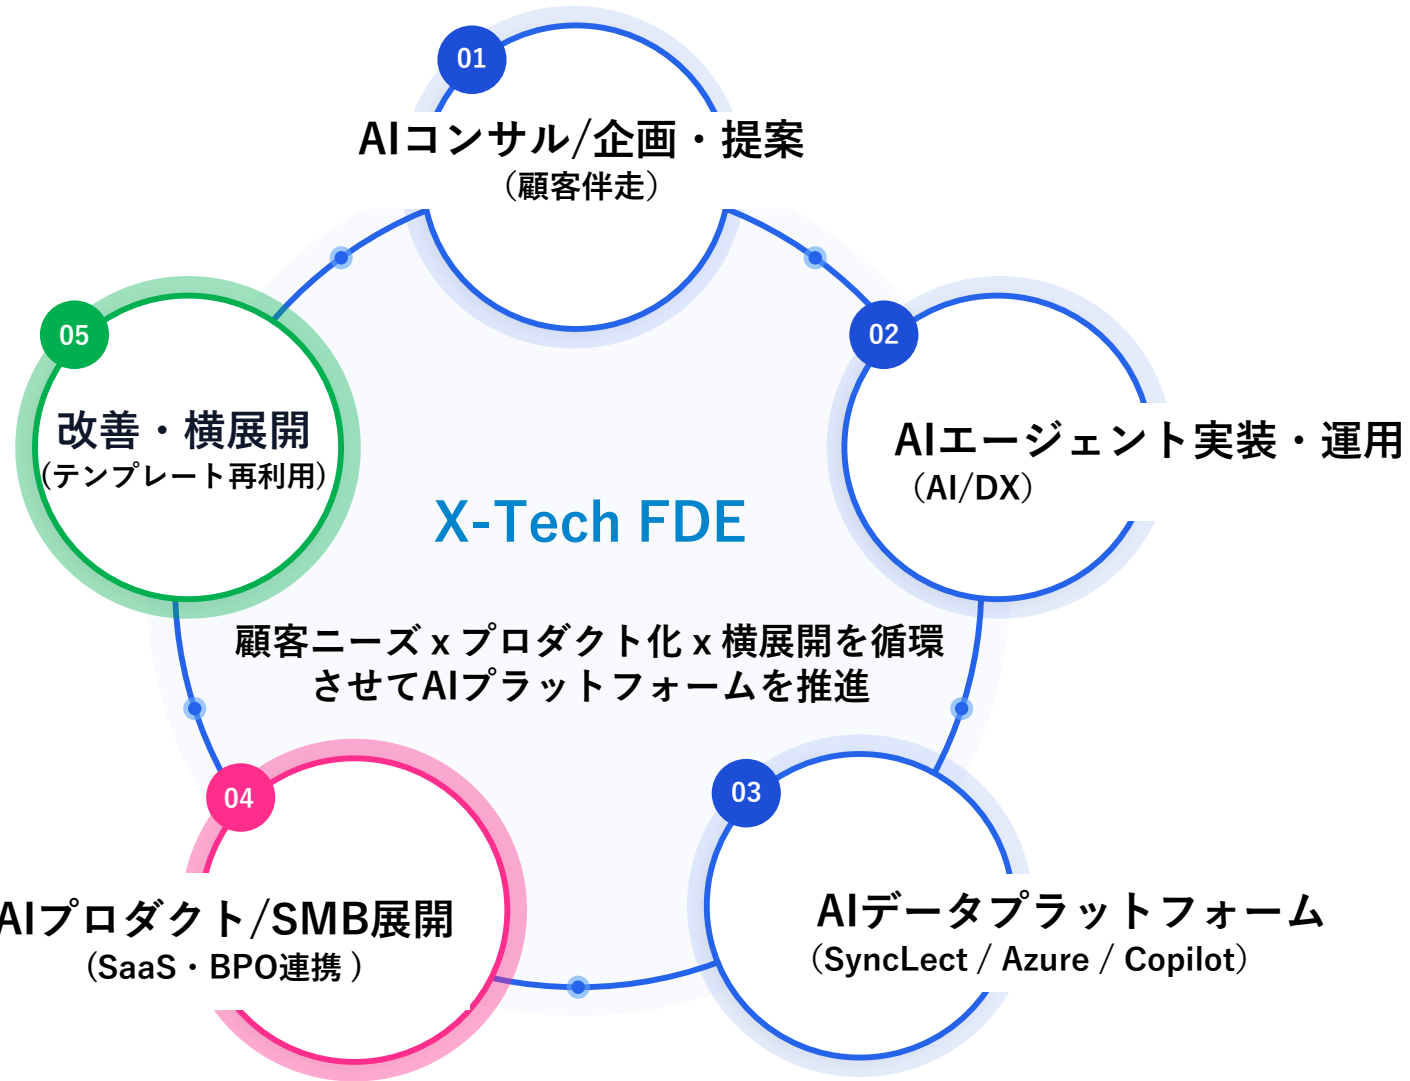 01
AIコンサル/企画・提案
（顧客伴走）
02
AIエージェント実装・運用
（AI/DX）
03
AIデータプラットフォーム
（SyncLect / Azure / Copilot）
04
AIプロダクト/SMB展開
（SaaS・BPO連携 ）
05
改善・横展開
(テンプレート再利用)
X-Tech FDE
顧客ニーズ x プロダクト化 x 横展開を循環
させてAIプラットフォームを推進